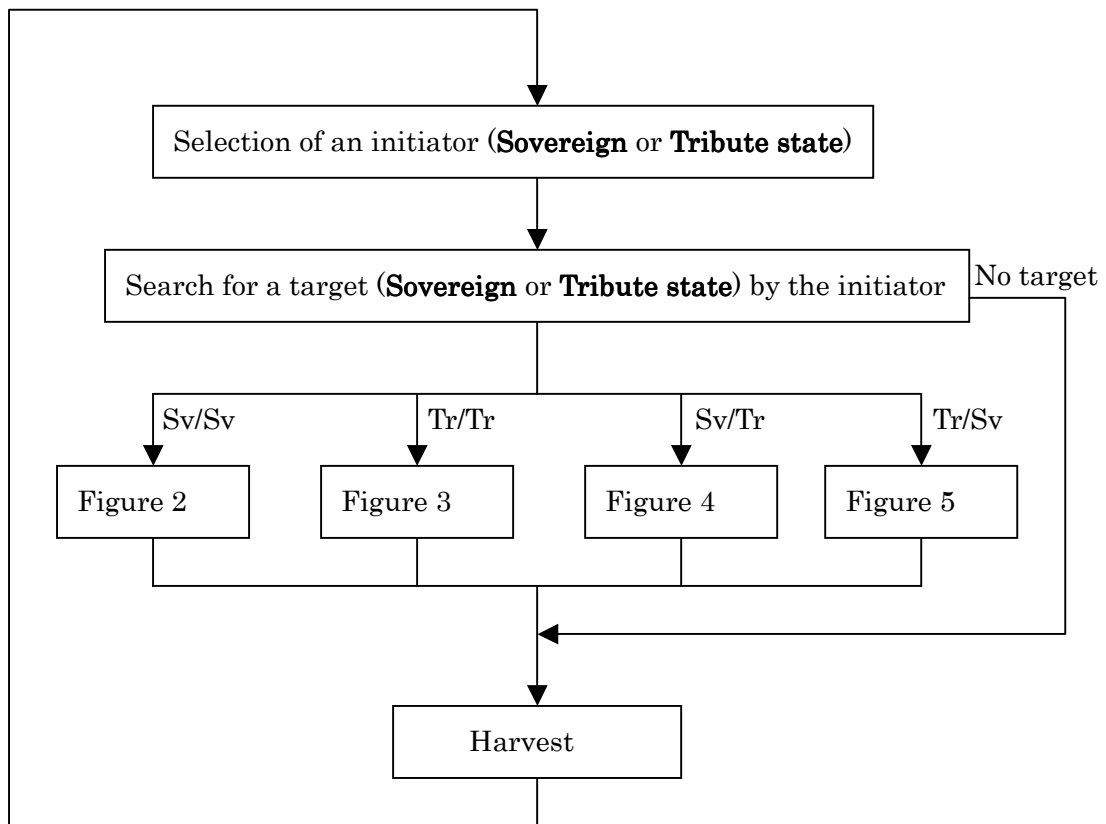 Selection of an initiator (Sovereign or Tribute state)
Search for a target (Sovereign or Tribute state) by the initiator
No target
Sv/Sv
Tr/Tr
Sv/Tr
Tr/Sv
Figure 2
Figure 3
Figure 4
Figure 5
Harvest